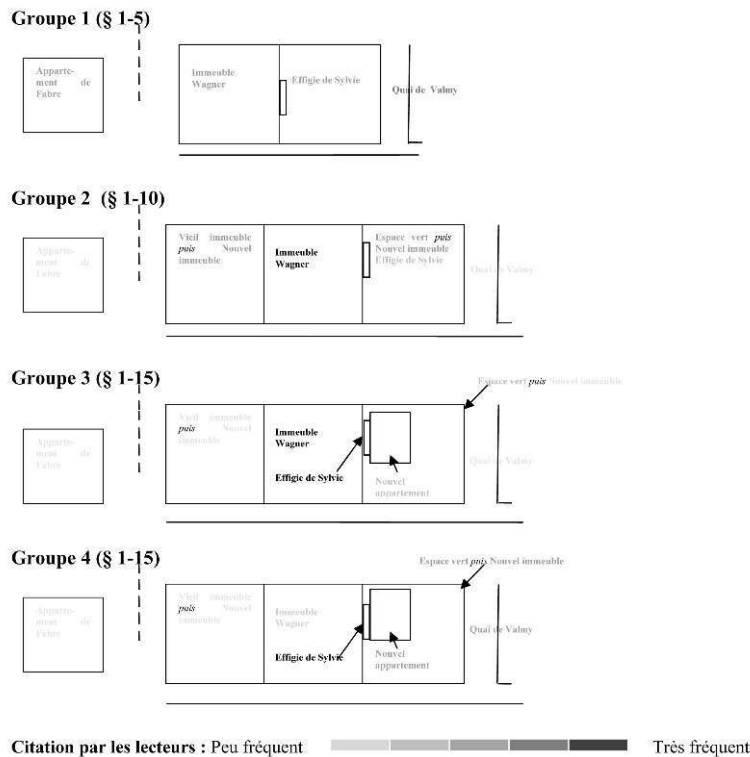 Groupe 1 (§ 1-5)
Apparte-
ment de
Fabre
Immeuble
Wagner
Effigie de Sylvie
Quai de Valmy
Groupe 2 (§ 1-10)
Apparte-
ment de
Fabre
Vieil immeuble
puis Nouvel
immeuble
Immeuble
Wagner
Espace vert puis
Nouvel immeuble
Effigie de Sylvie
Quai de Valmy
Groupe 3 (§ 1-15)
Espace vert puis Nouvel immeuble
Apparte-
ment de
Fabre
Vieil immeuble
puis Nouvel
immeuble
Immeuble
Wagner
Effigie de Sylvie
Nouvel
appartement
Quai de Valmy
Groupe 4 (§ 1-15)
Espace vert puis Nouvel immeuble
Apparte-
ment de
Fabre
Vieil immeuble
puis Nouvel
immeuble
Immeuble
Wagner
Effigie de Sylvie
Nouvel
appartement
Quai de Valmy
Citation par les lecteurs : Peu fréquent
Très fréquent